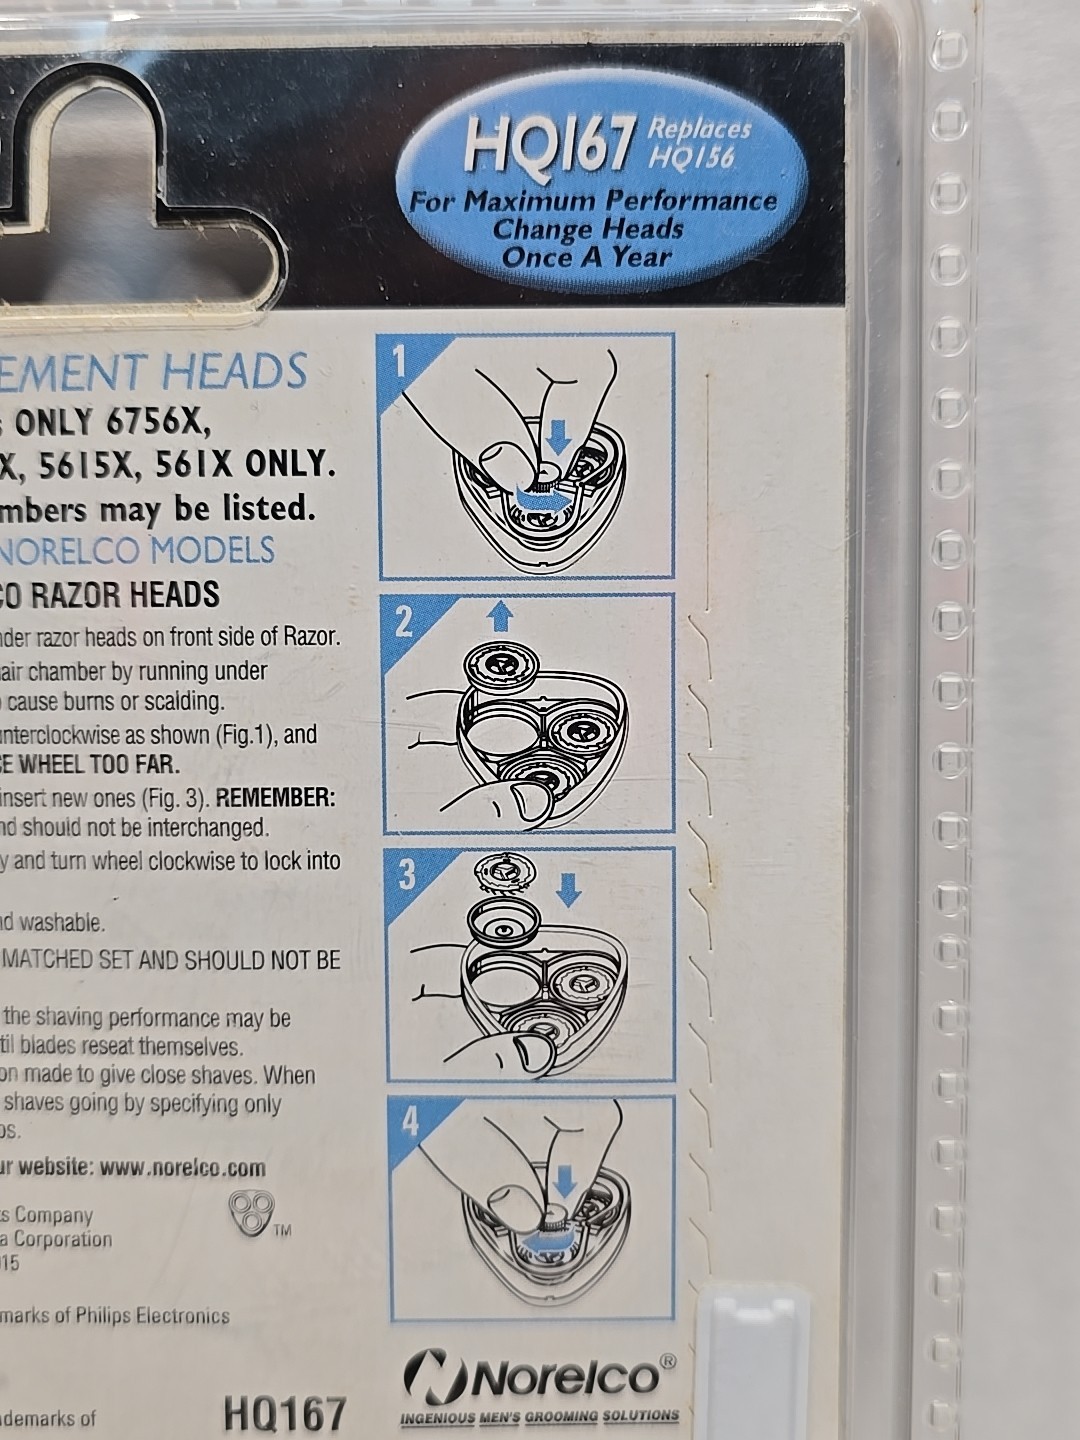 HQ167 Replaces HQ156
For Maximum Performance
Change Heads
Once A Year
EMENT HEADS
ONLY 6756X,
X, 5615X, 561X ONLY.
mbers may be listed.
NORELCO MODELS
CO RAZOR HEADS
nder razor heads on front side of Razor.
air chamber by running under
cause burns or scalding.
unterclockwise as shown (Fig.1), and
CE WHEEL TOO FAR.
insert new ones (Fig. 3). REMEMBER:
nd should not be interchanged.
y and turn wheel clockwise to lock into
nd washable.
MATCHED SET AND SHOULD NOT BE
the shaving performance may be
til blades reseat themselves.
on made to give close shaves. When
shaves going by specifying only
os.
ur website: www.norelco.com
s Company
a Corporation
15
TM
marks of Philips Electronics
demarks of
HQ167
1
2
3
4
Norelco®
INGENIOUS MEN'S GROOMING SOLUTIONS